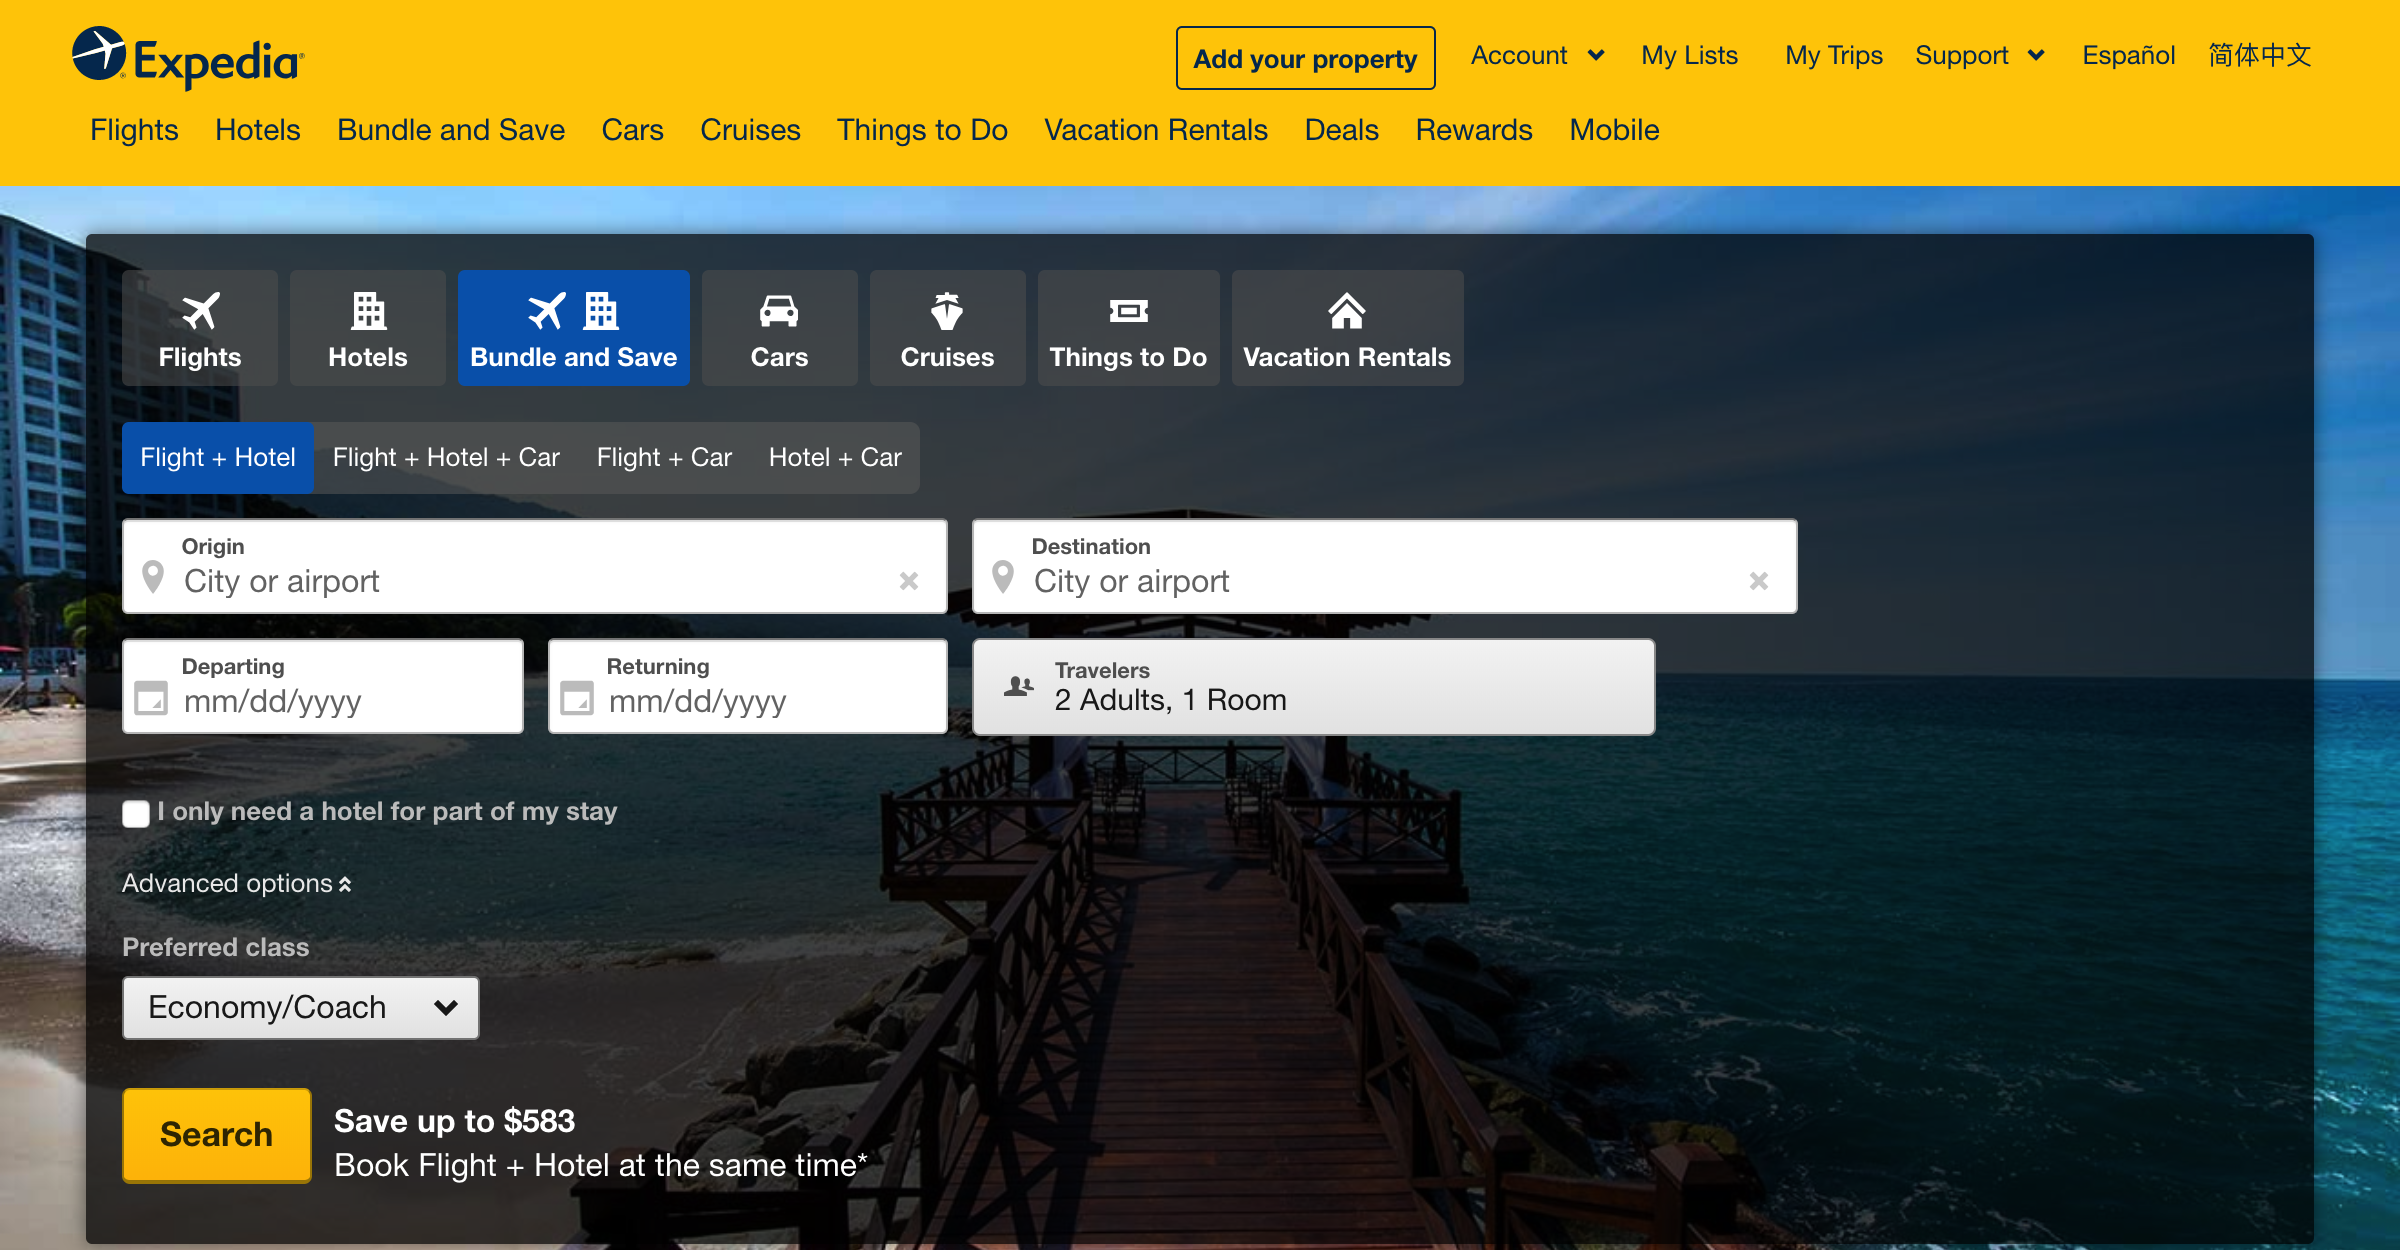 Expedia
Add your property Account My Lists My Trips Support Español 简体中文
Flights Hotels Bundle and Save Cars Cruises Things to Do Vacation Rentals Deals Rewards Mobile
Flights Hotels Bundle and Save Cars Cruises Things to Do Vacation Rentals
Flight + Hotel Flight + Hotel + Car Flight + Car Hotel + Car
Origin
City or airport
Destination
City or airport
Departing
mm/dd/yyyy
Returning
mm/dd/yyyy
Travelers
2 Adults, 1 Room
I only need a hotel for part of my stay
Advanced options
Preferred class
Economy/Coach
Search
Save up to $583
Book Flight + Hotel at the same time*